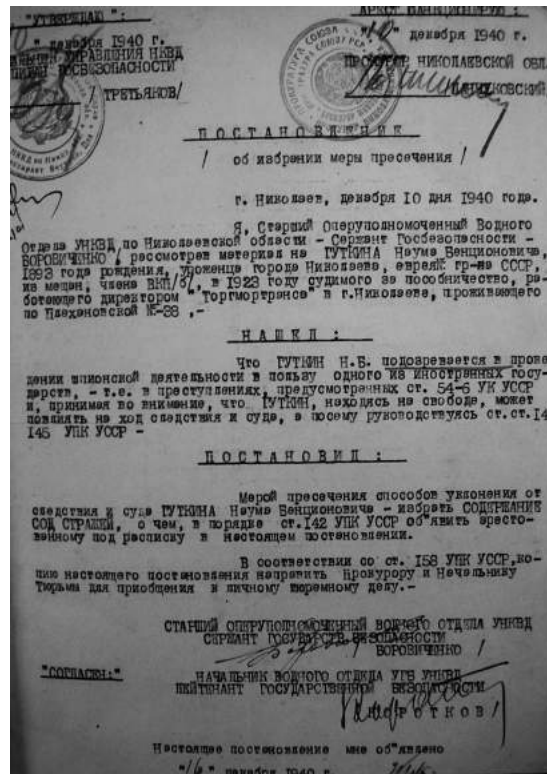 "УТВЕРЖДАЮ":
АРЕСТ САНКЦИОНИРУЮ:
" декабря 1940 г.
"10" декабря 1940 г.
УПРАВЛЕНИЯ НКВД
ГОСБЕЗОПАСНОСТИ
/ ТРЕТЬЯКОВ/
ПРОКУРОР НИКОЛАЕВСКОЙ ОБЛ
ПОСТАНОВЛЕНИЕ
/ об избрании меры пресечения /
г. Николаев, декабря 10 дня 1940 года.
Я, Старший Оперуполномоченный Водного
Отдела УНКВД по Николаевской области - Сержант Госбезопасности -
БОРОВИЧЕНКО, рассмотрев материал на ГУТКИНА Наума Бенционовича,
1893 года рождения, уроженца города Николаева, еврея, гр-на СССР,
из мещан, члена ВКП/б/, в 1923 году судимого за пособничество, ра-
ботающего директором "Торгмортранса" в г.Николаеве, проживающего
по Плехановской №-38 ,-
НАШЕЛ :
Что ГУТКИН Н.Б. подозревается в прове
дении шпионской деятельности в пользу одного из иностранных госу-
дарств, - т.е. в преступлениях, предусмотренных ст. 54-6 УК УССР
и, принимая во внимание, что ГУТКИН, находясь на свободе, может
повлиять на ход следствия и суда, а посему руководствуясь ст.ст.14
145 УПК УССР -
ПОСТАНОВИЛ :
Мерой пресечения способов уклонения от
следствия и суда ГУТКИНА Наума Бенционовича - избрать СОДЕРЖАНИЕ
СОД СТРАЖЕЙ, о чем, в порядке ст.142 УПК УССР об"явить аресто-
ванному под расписку в настоящем постановлении.
В соответствии со ст. 158 УПК УССР,ко-
пию настоящего постановления направить Прокурору и Начальнику
Тюрьмы для приобщения к личному тюремному делу.-
СТАРШИЙ ОПЕРУПОЛНОМОЧЕННЫЙ ВОДНОГО ОТДЕЛА УНКВД
СЕРЖАНТ ГОСУДАРСТВ.БЕЗОПАСНОСТИ
/ БОРОВИЧЕНКО /
"СОГЛАСЕН:"
НАЧАЛЬНИК ВОДНОГО ОТДЕЛА УГБ УНКВД
ЛЕЙТЕНАНТ ГОСУДАРСТВЕННОЙ БЕЗОПАСНОСТИ
/КОРОТКОВ/
Настоящее постановление мне об"явлено
"16" декабря 1940 г.